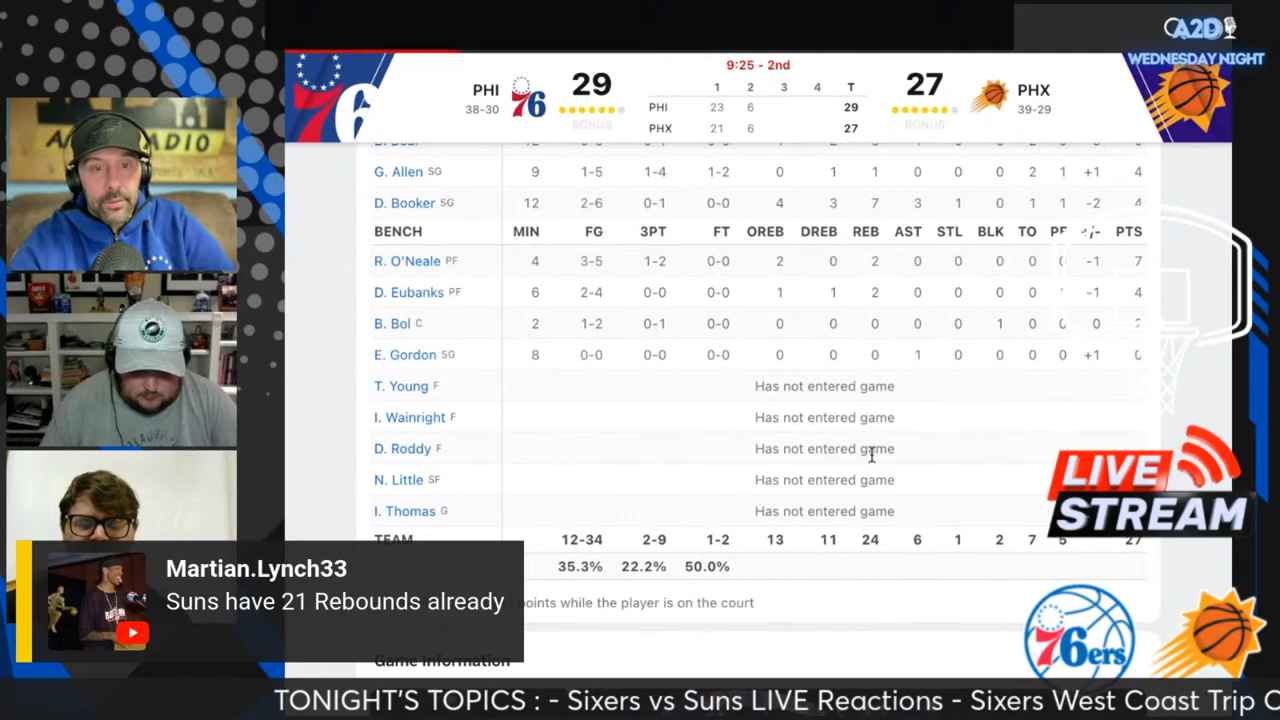 A2D
WEDNESDAY NIGHT
9:25 - 2nd
PHI 29 1 2 3 4 T 27 PHX
38-30 PHI 23 6 29 39-29
BONUS PHX 21 6 27 BONUS
76
G. Allen SG 9 1-5 1-4 1-2 0 1 1 0 0 0 2 1 +1 4
D. Booker SG 12 2-6 0-1 0-0 4 3 7 3 1 0 1 1 -2 4
BENCH MIN FG 3PT FT OREB DREB REB AST STL BLK TO PF +/- PTS
R. O'Neale PF 4 3-5 1-2 0-0 2 0 2 0 0 0 0 0 -1 7
D. Eubanks PF 6 2-4 0-0 0-0 1 1 2 0 0 0 0 -1 4
B. Bol C 2 1-2 0-1 0-0 0 0 0 0 0 1 0 0 0
E. Gordon SG 8 0-0 0-0 0-0 0 0 0 1 0 0 0 0 +1 0
T. Young F Has not entered game
I. Wainright F Has not entered game
D. Roddy F Has not entered game
N. Little SF Has not entered game
I. Thomas G Has not entered game
TEAM 12-34 2-9 1-2 13 11 24 6 1 2 7 5 27
35.3% 22.2% 50.0%
points while the player is on the court
Game Information
Martian.Lynch33
Suns have 21 Rebounds already
LIVE
STREAM
76ers
TONIGHT'S TOPICS : - Sixers vs Suns LIVE Reactions - Sixers West Coast Trip